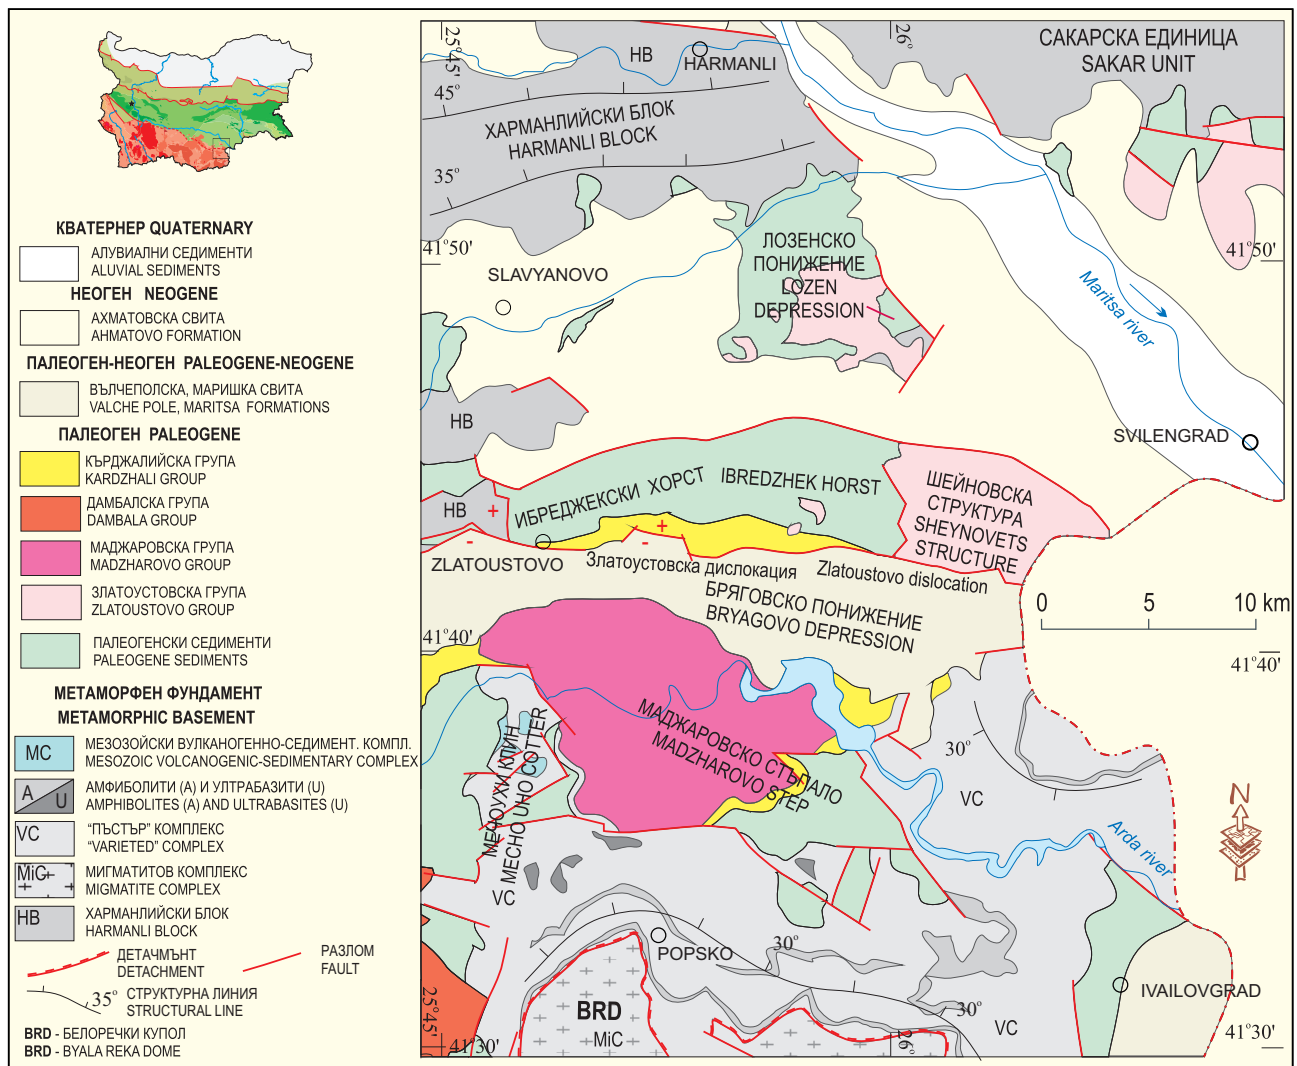 КВАТЕРНЕР QUATERNARY
АЛУВИАЛНИ СЕДИМЕНТИ
ALUVIAL SEDIMENTS
НЕОГЕН NEOGENE
АХМАТОВСКА СВИТА
AHMATOVO FORMATION
ПАЛЕОГЕН-НЕОГЕН PALEOGENE-NEOGENE
ВЪЛЧЕПОЛСКА, МАРИШКА СВИТА
VALCHE POLE, MARITSA FORMATIONS
ПАЛЕОГЕН PALEOGENE
КЪРДЖАЛИЙСКА ГРУПА
KARDZHALI GROUP
ДАМБАЛСКА ГРУПА
DAMBALA GROUP
МАДЖАРОВСКА ГРУПА
MADZHAROVO GROUP
ЗЛАТОУСТОВСКА ГРУПА
ZLATOUSTOVO GROUP
ПАЛЕОГЕНСКИ СЕДИМЕНТИ
PALEOGENE SEDIMENTS
МЕТАМОРФЕН ФУНДАМЕНТ
METAMORPHIC BASEMENT
MC
МЕЗОЗОЙСКИ ВУЛКАНОГЕННО-СЕДИМЕНТ. КОМПЛ.
MESOZOIC VOLCANOGENIC-SEDIMENTARY COMPLEX
A U
АМФИБОЛИТИ (А) И УЛТРАБАЗИТИ (U)
AMPHIBOLITES (A) AND ULTRABASITES (U)
VC
“ПЪСТЪР” КОМПЛЕКС
“VARIETED” COMPLEX
MiG
МИГМАТИТОВ КОМПЛЕКС
MIGMATITE COMPLEX
HB
ХАРМАНЛИЙСКИ БЛОК
HARMANLI BLOCK
ДЕТАЧМЪНТ
DETACHMENT
РАЗЛОМ
FAULT
35°
СТРУКТУРНА ЛИНИЯ
STRUCTURAL LINE
BRD - БЕЛОРЕЧКИ КУПОЛ
BRD - BYALA REKA DOME
25°45'
26°
HB
HARMANLI
САКАРСКА ЕДИНИЦА
SAKAR UNIT
45°
ХАРМАНЛИЙСКИ БЛОК
HARMANLI BLOCK
35°
41°50'
41°50'
ЛОЗЕНСКО
ПОНИЖЕНИЕ
LOZEN
DEPRESSION
SLAVYANOVO
Maritsa river
HB
SVILENGRAD
ИБРЕДЖЕКСКИ ХОРСТ
IBREDZHEK HORST
ШЕЙНОВСКА
СТРУКТУРА
SHEYNOVETS
STRUCTURE
HB
+
+
-
-
ZLATOUSTOVO
Златоустовска дислокация
Zlatoustovo dislocation
БРЯГОВСКО ПОНИЖЕНИЕ
BRYAGOVO DEPRESSION
0 5 10 km
41°40'
41°40'
МАДЖАРОВСКО СТЪПАЛО
MADZHAROVO STEP
МЕЧОУХИ КЛИН
MECHO UHO COTTER
30°
VC
N
Arda river
VC
POPSKO
30°
30°
VC
BRD
MiC
IVAILOVGRAD
25°45'
41°30'
26°
41°30'